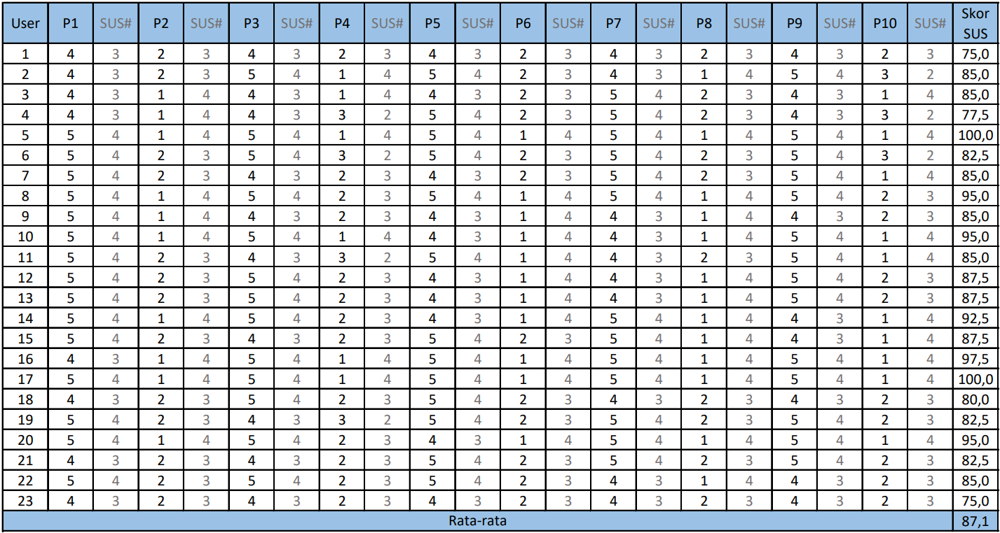 User P1 SUS# P2 SUS# P3 SUS# P4 SUS# P5 SUS# P6 SUS# P7 SUS# P8 SUS# P9 SUS# P10 SUS# Skor SUS
1 4 3 2 3 4 3 2 3 4 3 2 3 4 3 2 3 4 3 2 3 75,0
2 4 3 2 3 5 4 1 4 5 4 2 3 4 3 1 4 5 4 3 2 85,0
3 4 3 1 4 4 3 1 4 4 3 2 3 5 4 2 3 4 3 1 4 85,0
4 4 3 1 4 4 3 3 2 5 4 2 3 5 4 2 3 4 3 3 2 77,5
5 5 4 1 4 5 4 1 4 5 4 1 4 5 4 1 4 5 4 1 4 100,0
6 5 4 2 3 5 4 3 2 5 4 2 3 5 4 2 3 5 4 3 2 82,5
7 5 4 2 3 4 3 2 3 4 3 2 3 5 4 2 3 5 4 1 4 85,0
8 5 4 1 4 5 4 2 3 5 4 1 4 5 4 1 4 5 4 2 3 95,0
9 5 4 1 4 4 3 2 3 4 3 1 4 4 3 1 4 4 3 2 3 85,0
10 5 4 1 4 5 4 1 4 4 3 1 4 4 3 1 4 5 4 1 4 95,0
11 5 4 2 3 4 3 3 2 5 4 1 4 4 3 2 3 5 4 1 4 85,0
12 5 4 2 3 5 4 2 3 4 3 1 4 4 3 1 4 5 4 2 3 87,5
13 5 4 2 3 5 4 2 3 4 3 1 4 4 3 1 4 5 4 2 3 87,5
14 5 4 1 4 5 4 2 3 4 3 1 4 5 4 1 4 4 3 1 4 92,5
15 5 4 2 3 4 3 2 3 5 4 2 3 5 4 1 4 4 3 1 4 87,5
16 4 3 1 4 5 4 1 4 5 4 1 4 5 4 1 4 5 4 1 4 97,5
17 5 4 1 4 5 4 1 4 5 4 1 4 5 4 1 4 5 4 1 4 100,0
18 4 3 2 3 5 4 2 3 5 4 2 3 4 3 2 3 4 3 2 3 80,0
19 5 4 2 3 4 3 3 2 5 4 2 3 5 4 2 3 5 4 2 3 82,5
20 5 4 1 4 5 4 2 3 4 3 1 4 5 4 1 4 5 4 1 4 95,0
21 4 3 2 3 4 3 2 3 5 4 2 3 5 4 2 3 5 4 2 3 82,5
22 5 4 2 3 5 4 2 3 5 4 2 3 4 3 1 4 4 3 2 3 85,0
23 4 3 2 3 4 3 2 3 4 3 2 3 4 3 2 3 4 3 2 3 75,0
Rata-rata 87,1